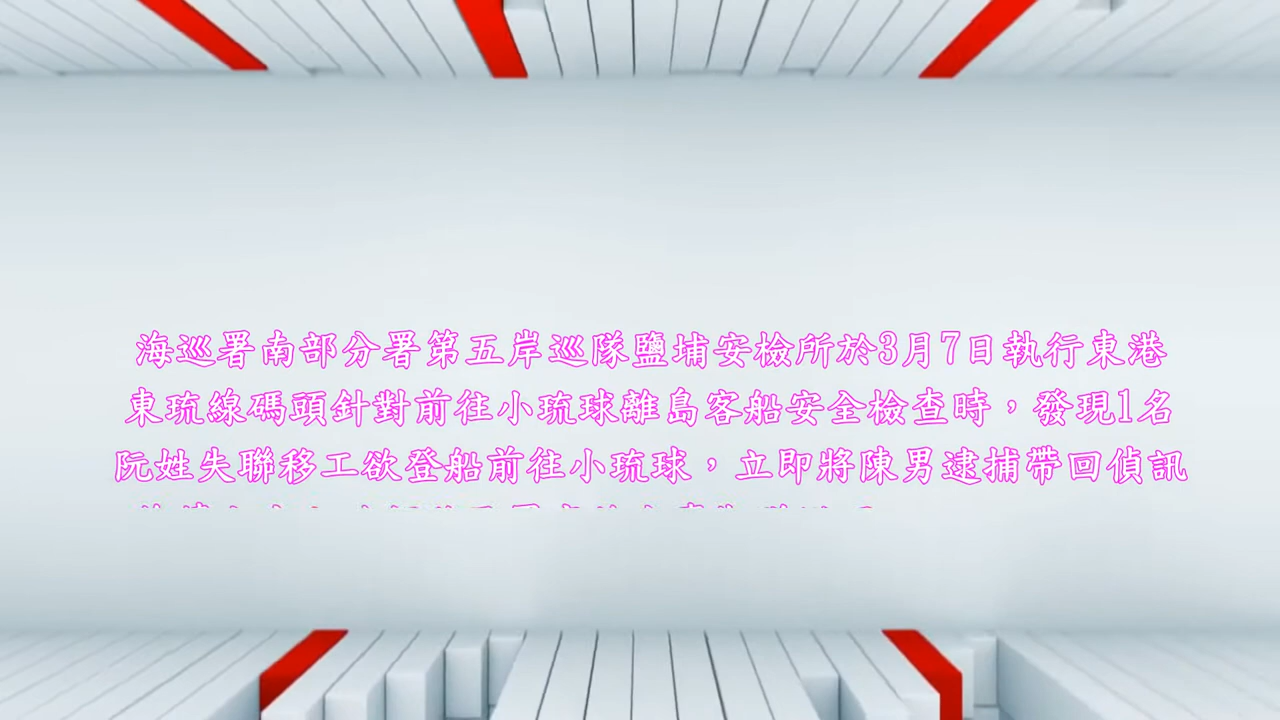 海巡署南部分署第五岸巡隊鹽埔安檢所於3月7日執行東港
東琉線碼頭針對前往小琉球離島客船安全檢查時，發現1名
阮姓失聯移工欲登船前往小琉球，立即將陳男逮捕帶回偵訊